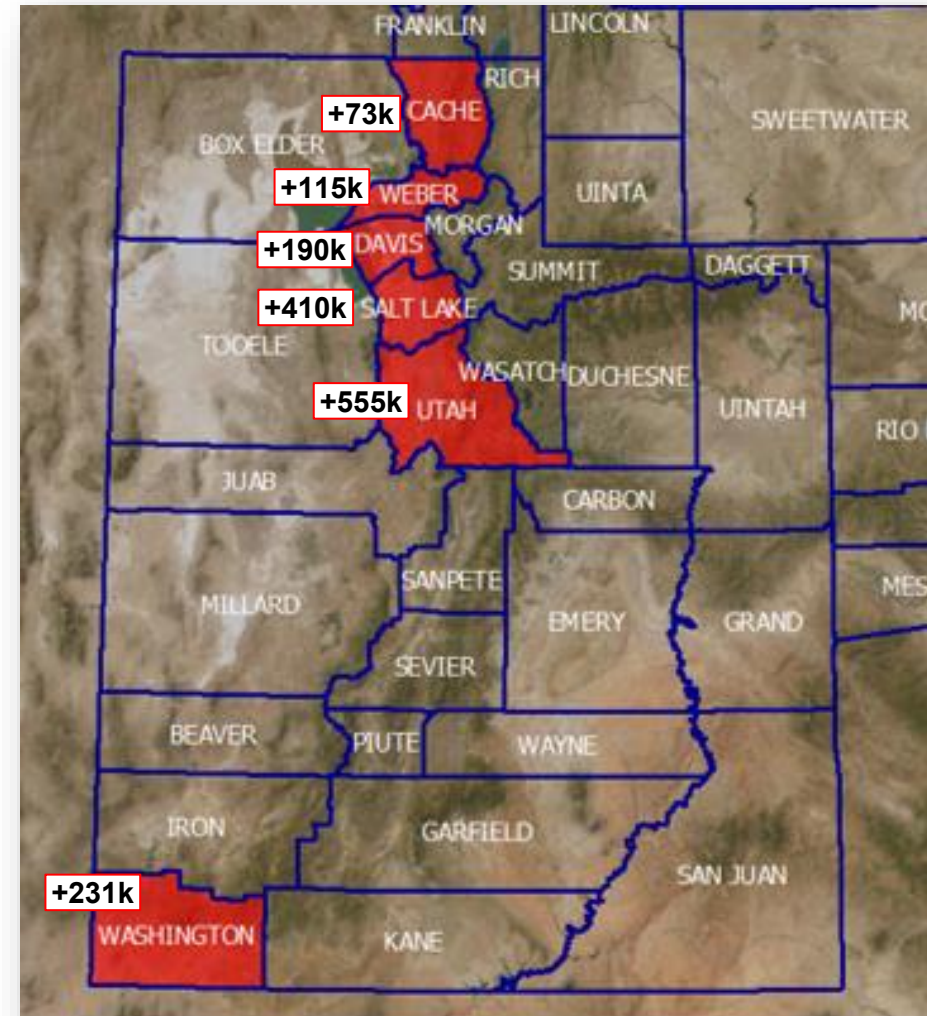 FRANKLIN
LINCOLN
RICH
+73k
CACHE
SWEETWATER
BOX ELDER
+115k
WEBER
UINTA
MORGAN
+190k
DAVIS
SUMMIT
DAGGETT
+410k
SALT LAKE
TOOELE
WASATCH
DUCHESNE
+555k
UTAH
UINTAH
RIO
JUAB
CARBON
SANPETE
MES
MILLARD
EMERY
GRAND
SEVIER
BEAVER
PIUTE
WAYNE
IRON
GARFIELD
SAN JUAN
+231k
WASHINGTON
KANE